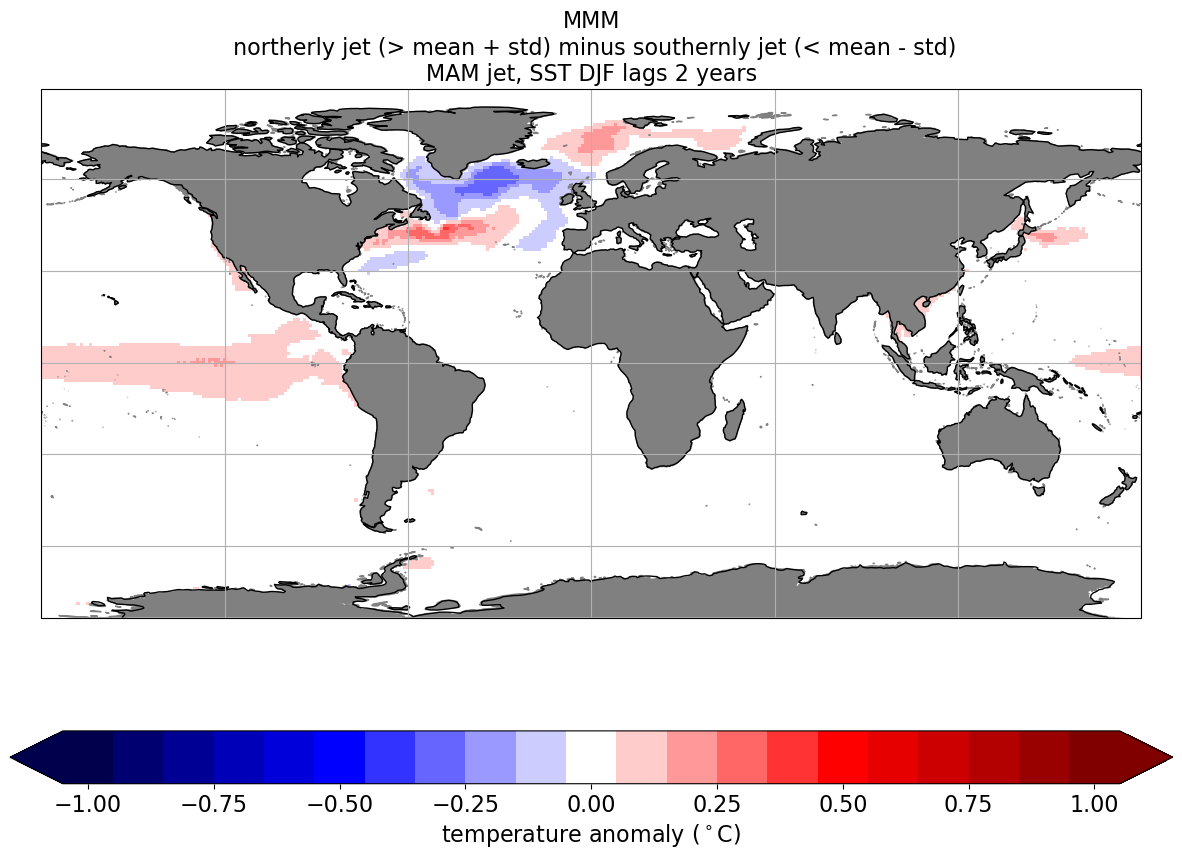 MMM
northerly jet (> mean + std) minus southernly jet (< mean - std)
MAM jet, SST DJF lags 2 years
−1.00 −0.75 −0.50 −0.25 0.00 0.25 0.50 0.75 1.00
temperature anomaly (°C)